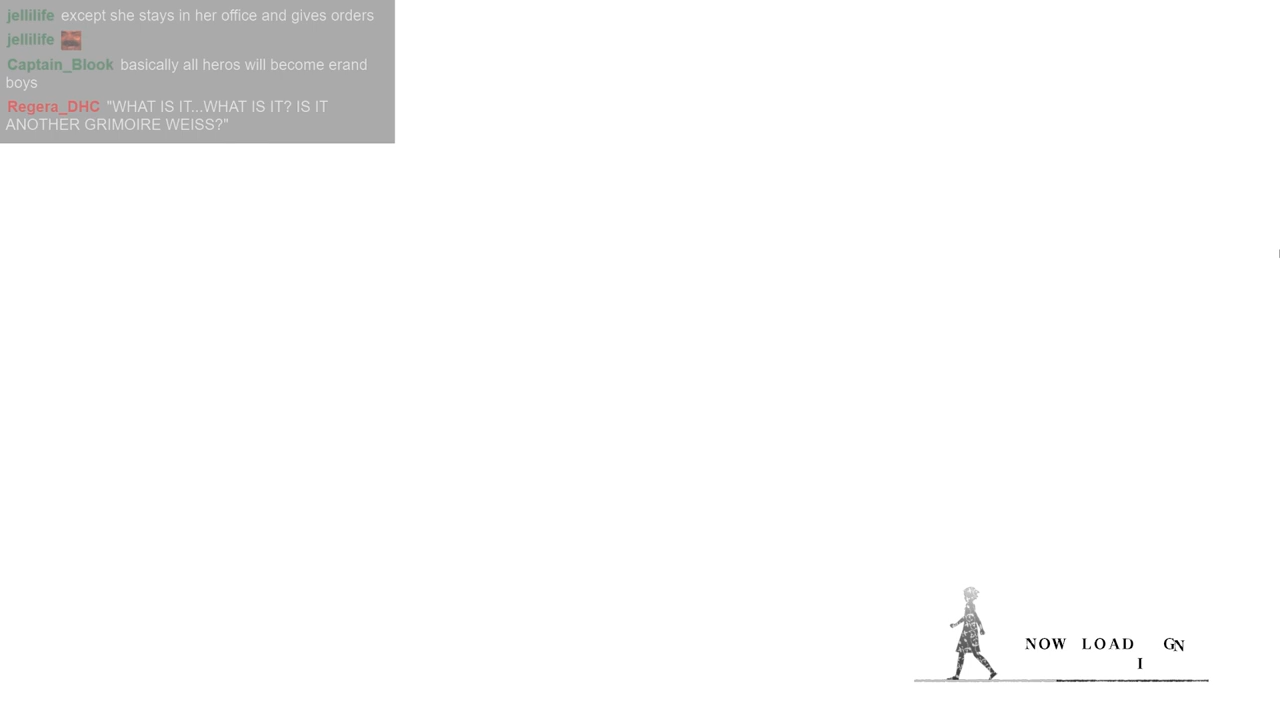 jellilife except she stays in her office and gives orders
jellilife
Captain_Blook basically all heros will become erand
boys
Regera_DHC "WHAT IS IT...WHAT IS IT? IS IT
ANOTHER GRIMOIRE WEISS?"
NOW LOAD I GN